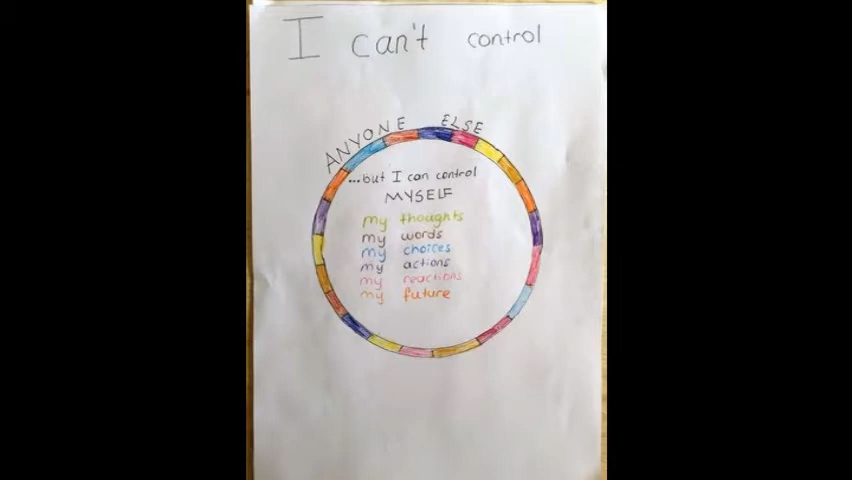 I can't control
ANYONE ELSE
...but I can control
MYSELF
my thoughts
my words
my choices
my actions
my reactions
my future